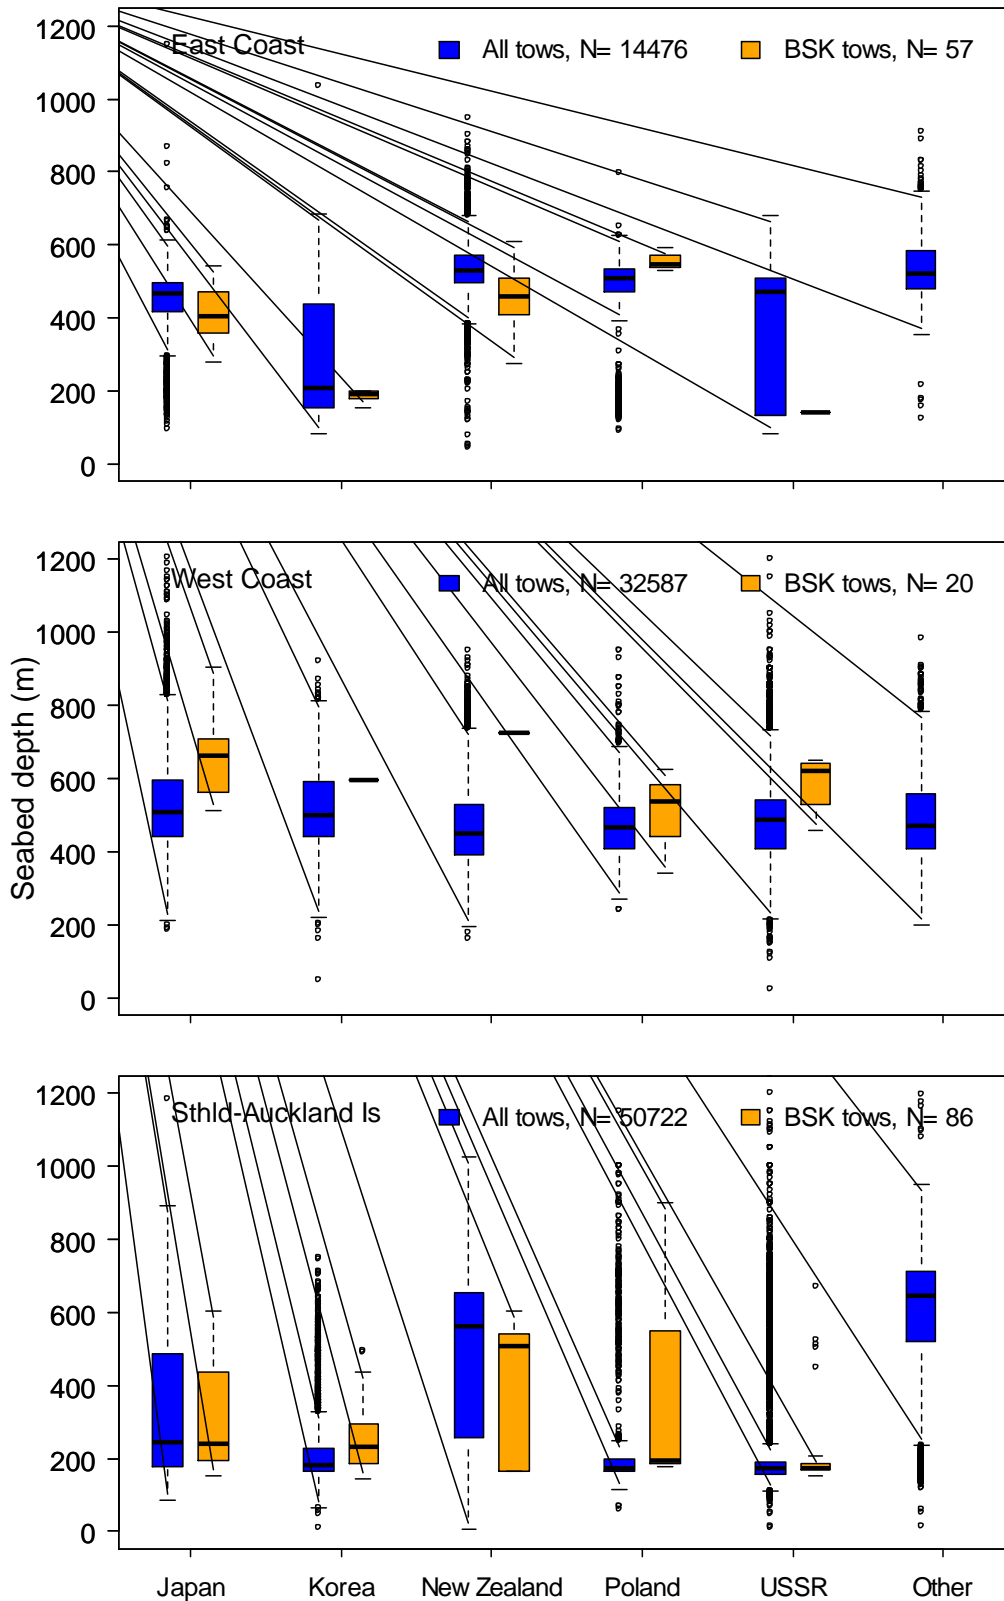 East Coast
All tows, N= 14476
BSK tows, N= 57
1200
1000
800
600
400
200
0
West Coast
All tows, N= 32587
BSK tows, N= 20
1200
1000
800
600
400
200
0
Seabed depth (m)
Sthld-Auckland Is
All tows, N= 50722
BSK tows, N= 86
1200
1000
800
600
400
200
0
Japan
Korea
New Zealand
Poland
USSR
Other